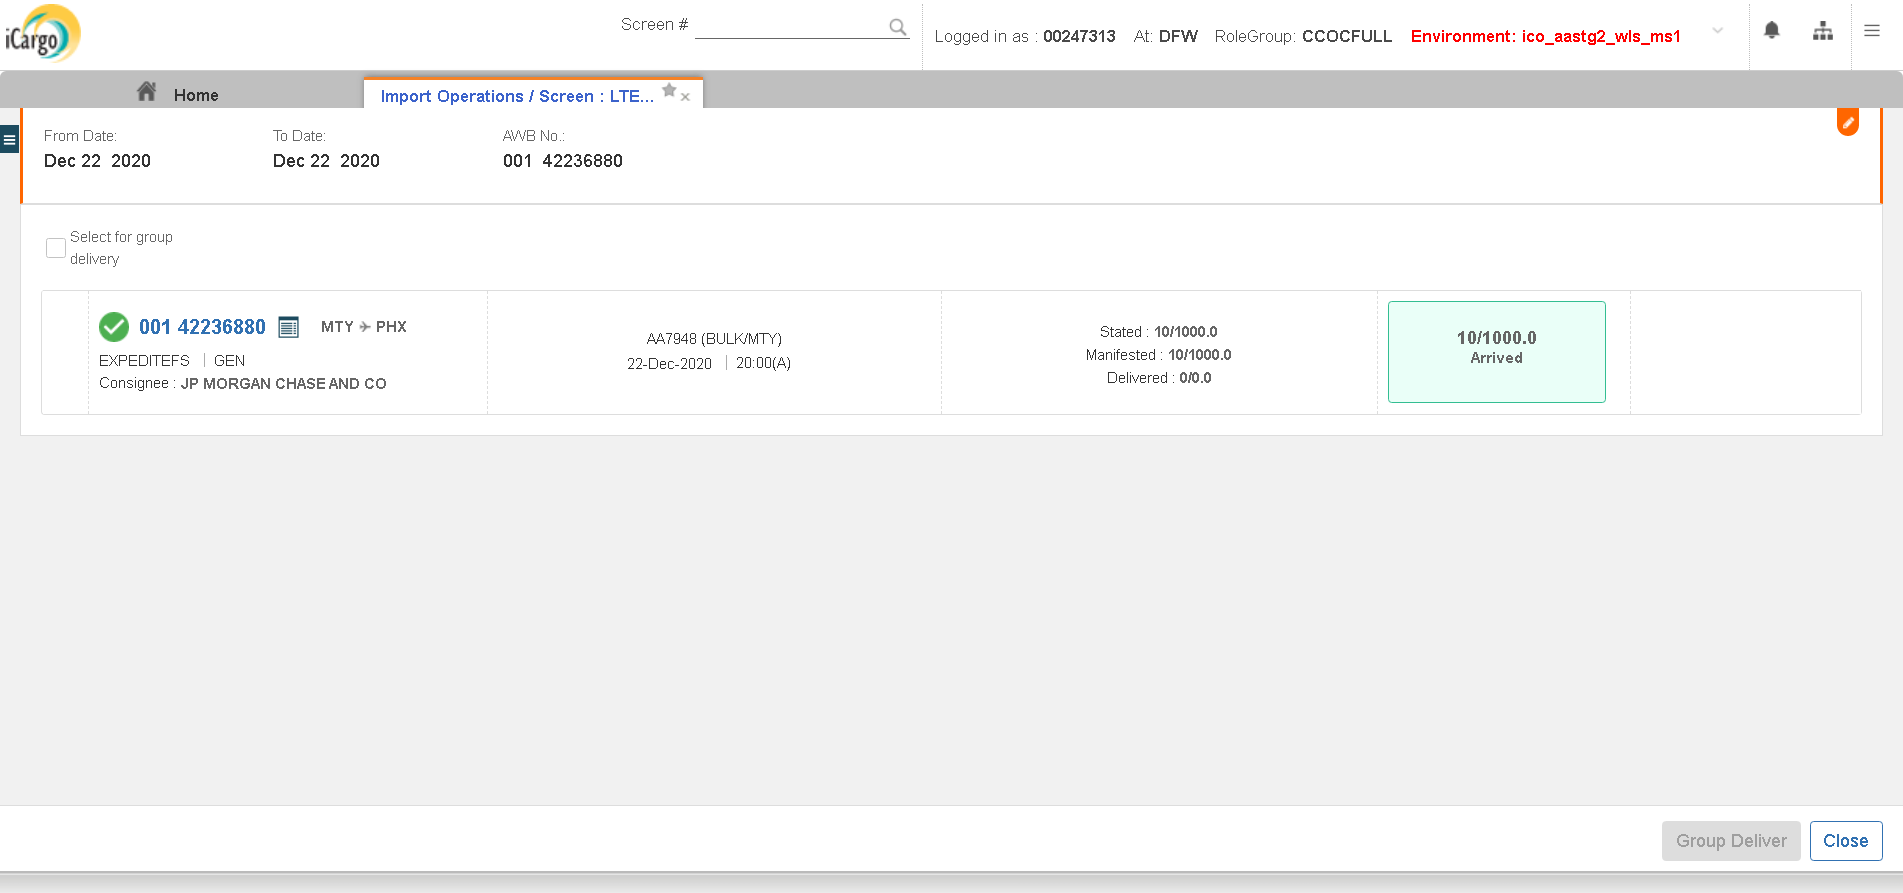 iCargo
Screen #
Logged in as : 00247313 At: DFW RoleGroup: CCOCFULL Environment: ico_aastg2_wls_ms1
Home
Import Operations / Screen : LTE...
From Date: To Date: AWB No.:
Dec 22 2020 Dec 22 2020 001 42236880
Select for group
delivery
001 42236880 MTY PHX
EXPEDITEFS | GEN
Consignee : JP MORGAN CHASE AND CO
AA7948 (BULK/MTY)
22-Dec-2020 | 20:00(A)
Stated : 10/1000.0
Manifested : 10/1000.0
Delivered : 0/0.0
10/1000.0
Arrived
Group Deliver Close